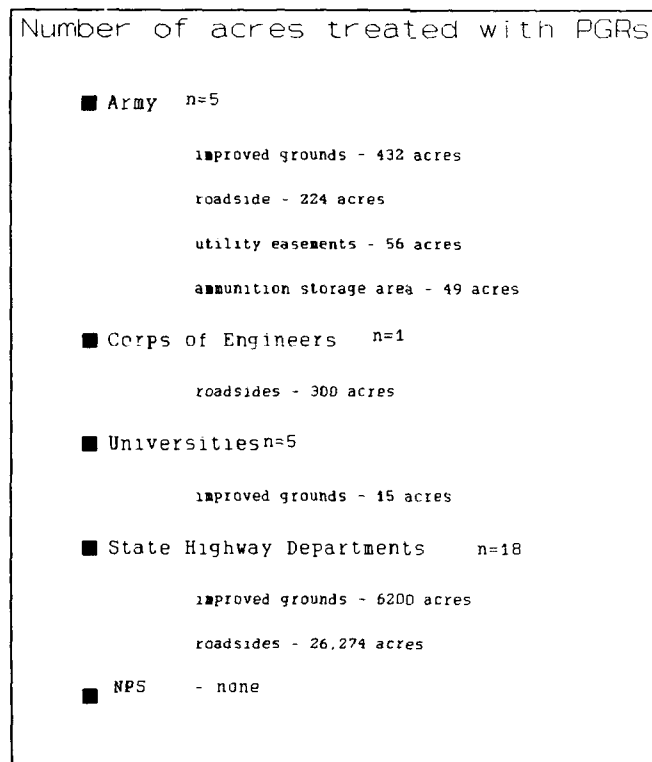 Number of acres treated with PGRs
Army n=5
improved grounds - 432 acres
roadside - 224 acres
utility easements - 56 acres
ammunition storage area - 49 acres
Corps of Engineers n=1
roadsides - 300 acres
Universities n=5
improved grounds - 15 acres
State Highway Departments n=18
improved grounds - 6200 acres
roadsides - 26,274 acres
NPS - none